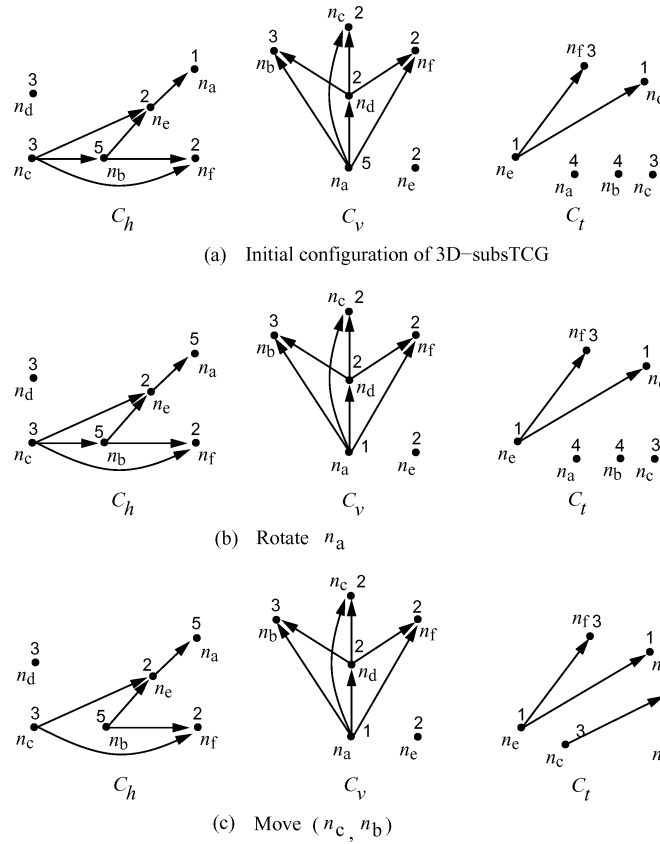 3 n_d 3 n_c 5 n_b 2 n_e 1 n_a 2 n_f
C_h
n_c 2 3 n_b 2 n_f 2 n_d n_a 5 2 n_e
C_v
n_f 3 1 1 n_e 4 n_a 4 n_b 3 n_c
C_t
(a) Initial configuration of 3D−subsTCG
3 n_d 3 n_c 5 n_b 2 n_e 5 n_a 2 n_f
C_h
n_c 2 3 n_b 2 n_f 2 n_d n_a 1 2 n_e
C_v
n_f 3 1 1 n_e 4 n_a 4 n_b 3 n_c
C_t
(b) Rotate n_a
3 n_d 3 n_c 5 n_b 2 n_e 5 n_a 2 n_f
C_h
n_c 2 3 n_b 2 n_f 2 n_d n_a 1 2 n_e
C_v
n_f 3 1 1 n_e 3 n_c
C_t
(c) Move (n_c, n_b)